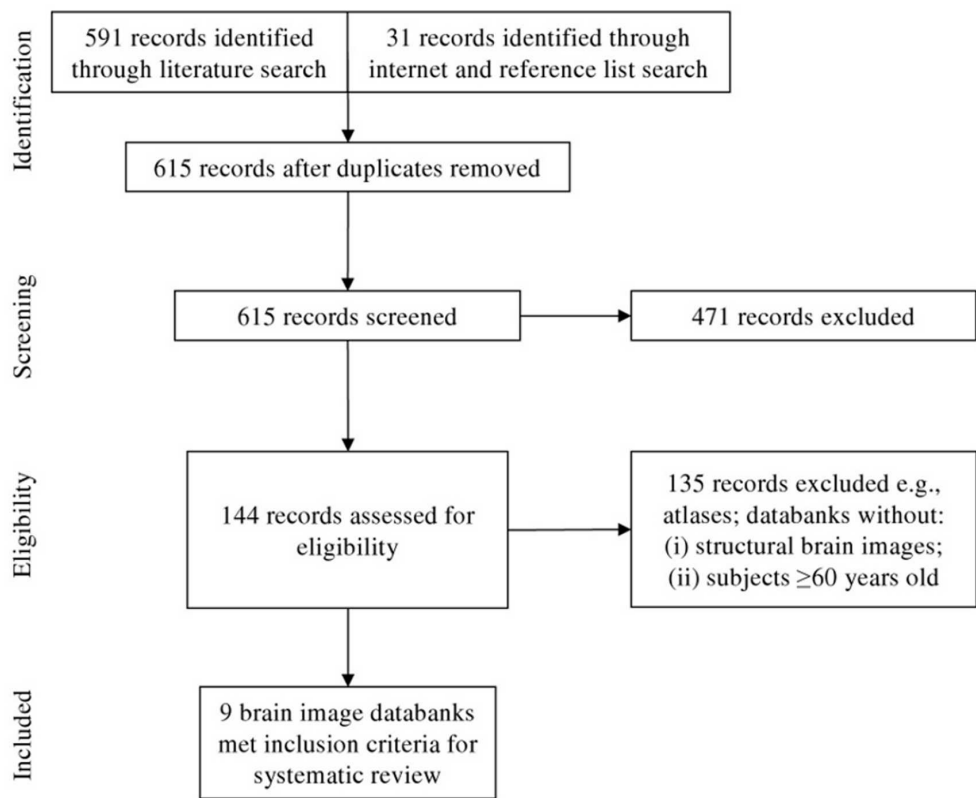 Identification
591 records identified
through literature search
31 records identified through
internet and reference list search
615 records after duplicates removed
Screening
615 records screened
471 records excluded
Eligibility
144 records assessed for
eligibility
135 records excluded e.g.,
atlases; databanks without:
(i) structural brain images;
(ii) subjects ≥60 years old
Included
9 brain image databanks
met inclusion criteria for
systematic review